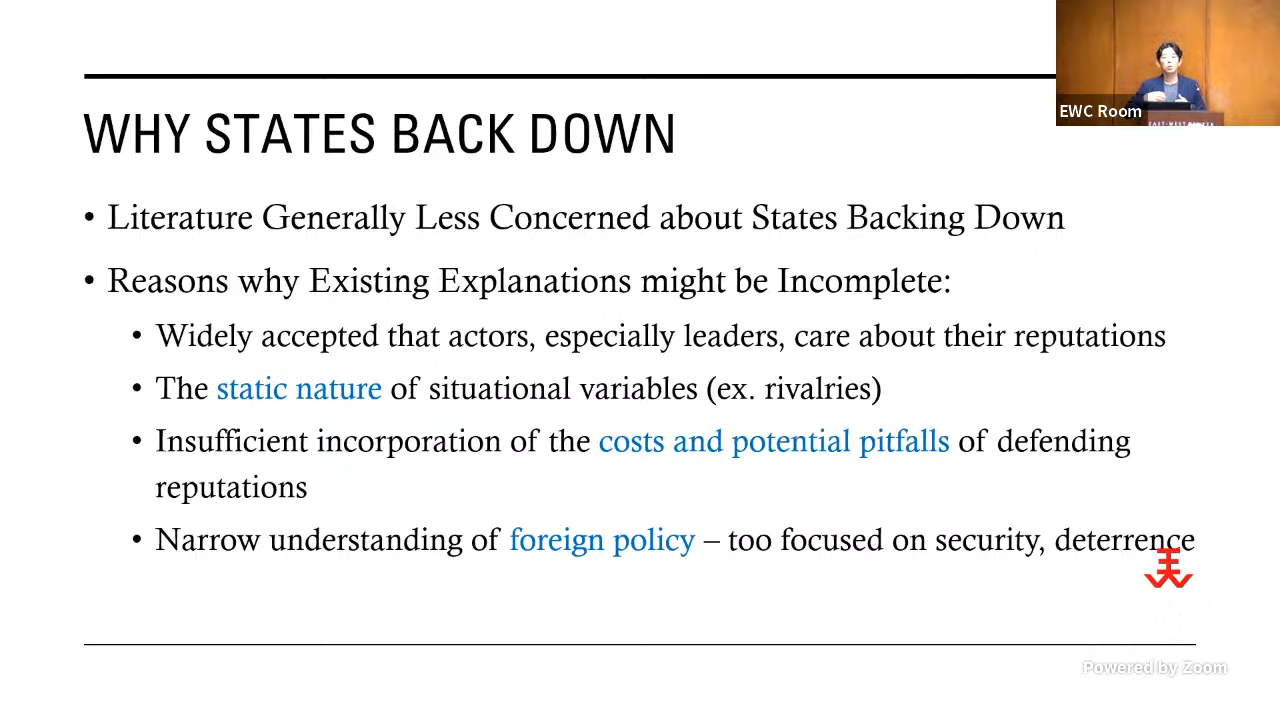 EWC Room
EAST-WEST CENTER
WHY STATES BACK DOWN
• Literature Generally Less Concerned about States Backing Down
• Reasons why Existing Explanations might be Incomplete:
• Widely accepted that actors, especially leaders, care about their reputations
• The static nature of situational variables (ex. rivalries)
• Insufficient incorporation of the costs and potential pitfalls of defending
reputations
• Narrow understanding of foreign policy – too focused on security, deterrence
Powered by Zoom